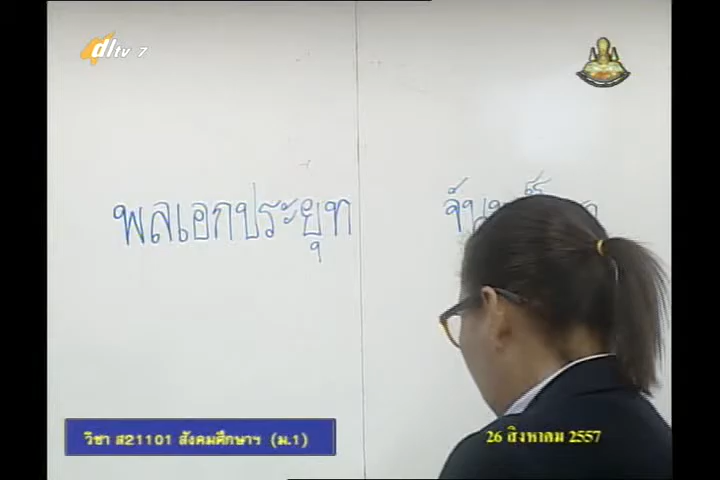 dltv 7
พลเอกประยุท
วิชา ส21101 สังคมศึกษาฯ (ม.1)
26 สิงหาคม 2557